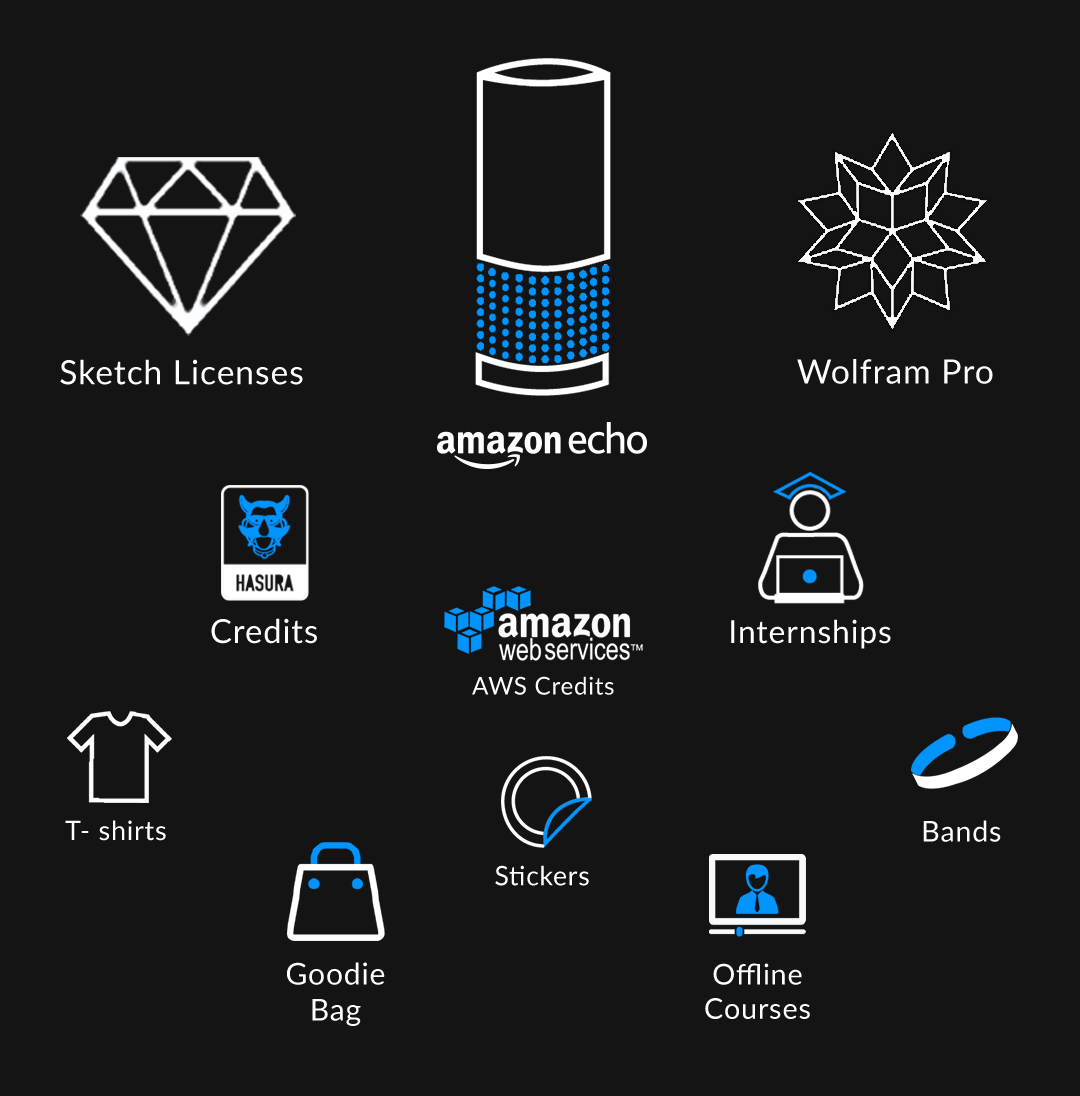 Sketch Licenses
amazon echo
Wolfram Pro
HASURA
Credits
amazon
web services™
AWS Credits
Internships
T- shirts
Stickers
Bands
Goodie
Bag
Offline
Courses